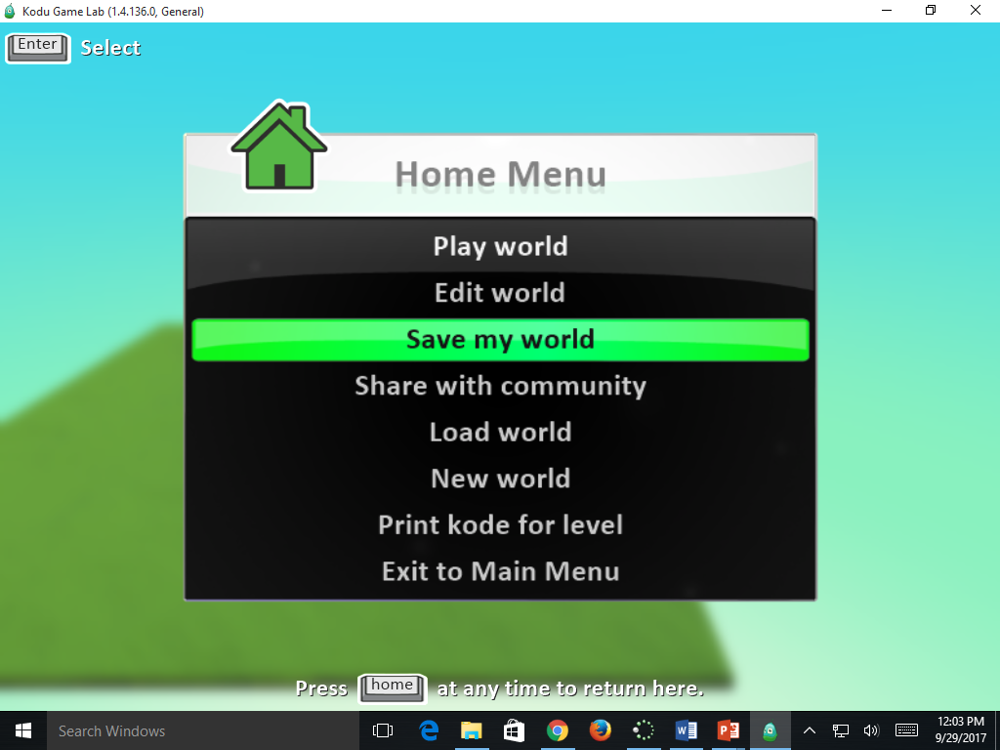 Kodu Game Lab (1.4.136.0, General)
Enter Select
Home Menu
Play world
Edit world
Save my world
Share with community
Load world
New world
Print kode for level
Exit to Main Menu
Press home at any time to return here.
Search Windows
12:03 PM
9/29/2017